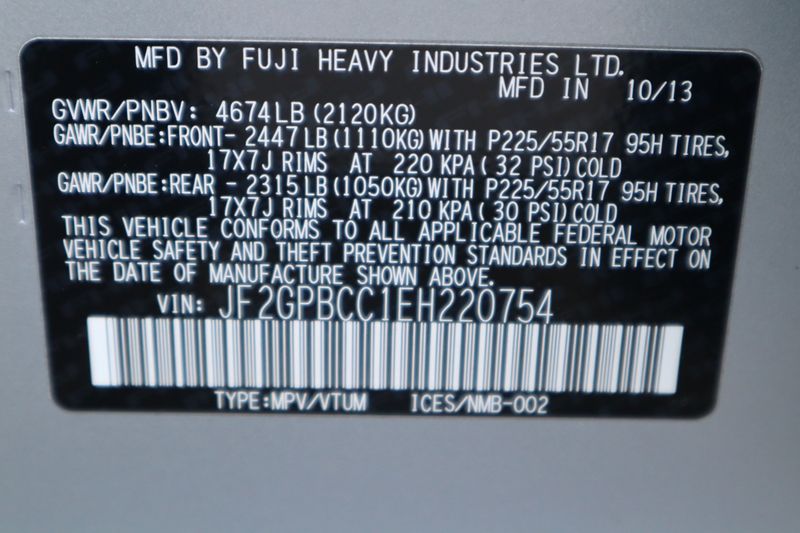 MFD BY FUJI HEAVY INDUSTRIES LTD.
MFD IN 10/13
GVWR/PNBV: 4674LB(2120KG)
GAWR/PNBE:FRONT- 2447LB(1110KG)WITH P225/55R17 95H TIRES,
17X7J RIMS AT 220 KPA( 32 PSI)COLD
GAWR/PNBE:REAR - 2315LB(1050KG)WITH P225/55R17 95H TIRES,
17X7J RIMS AT 210 KPA( 30 PSI)COLD
THIS VEHICLE CONFORMS TO ALL APPLICABLE FEDERAL MOTOR
VEHICLE SAFETY AND THEFT PREVENTION STANDARDS IN EFFECT ON
THE DATE OF MANUFACTURE SHOWN ABOVE.
VIN: JF2GPBCC1EH220754
TYPE:MPV/VTUM ICES/NMB-002